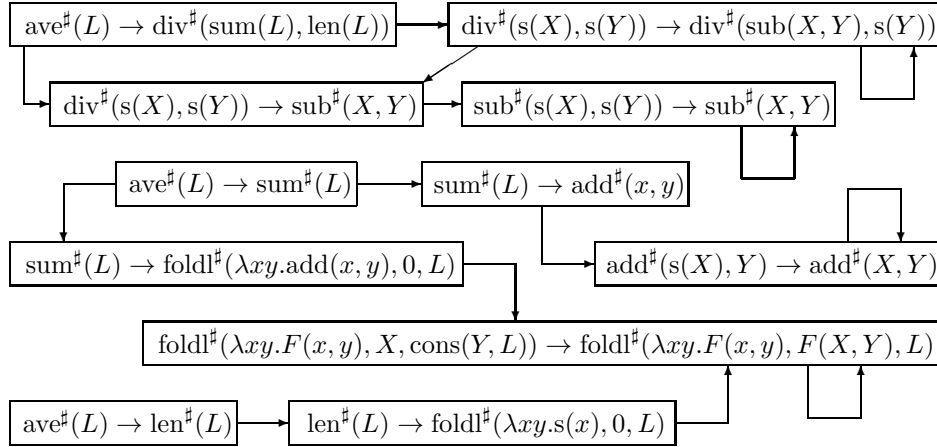 ave♯(L) → div♯(sum(L), len(L))
div♯(s(X), s(Y)) → div♯(sub(X, Y), s(Y))
div♯(s(X), s(Y)) → sub♯(X, Y)
sub♯(s(X), s(Y)) → sub♯(X, Y)
ave♯(L) → sum♯(L)
sum♯(L) → add♯(x, y)
sum♯(L) → foldl♯(λxy.add(x, y), 0, L)
add♯(s(X), Y) → add♯(X, Y)
foldl♯(λxy.F(x, y), X, cons(Y, L)) → foldl♯(λxy.F(x, y), F(X, Y), L)
ave♯(L) → len♯(L)
len♯(L) → foldl♯(λxy.s(x), 0, L)